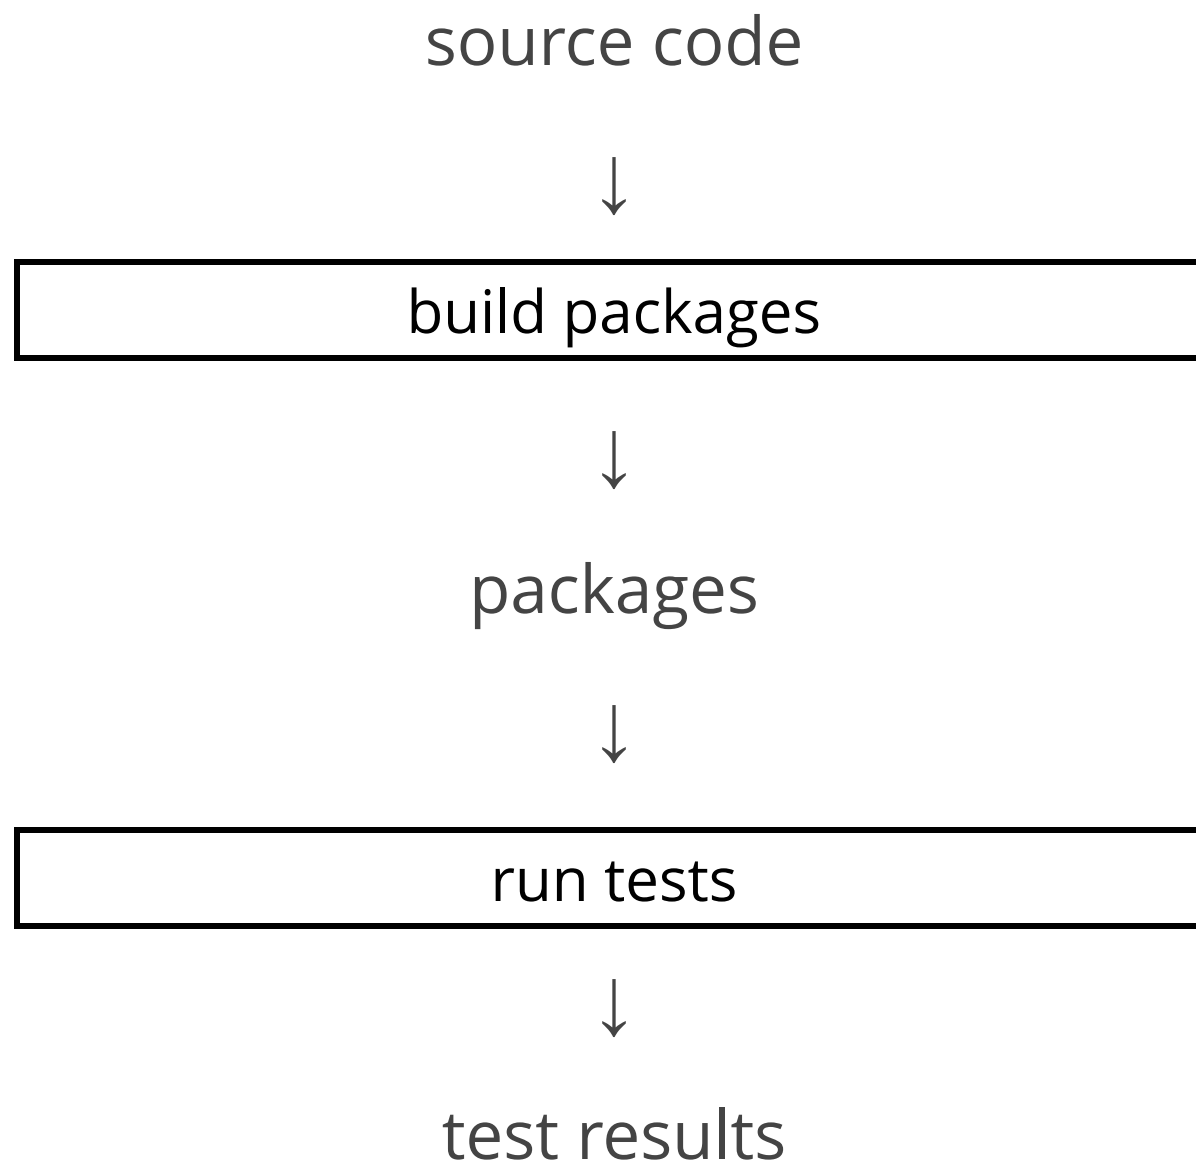 source code
↓
build packages
↓
packages
↓
run tests
↓
test results